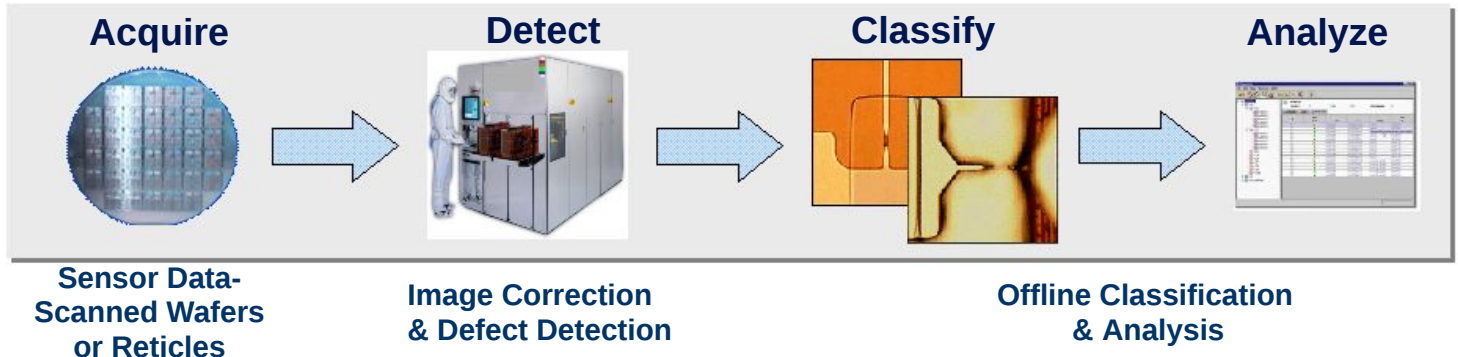 Acquire
Detect
Classify
Analyze
Sensor Data-
Scanned Wafers
or Reticles
Image Correction
& Defect Detection
Offline Classification
& Analysis